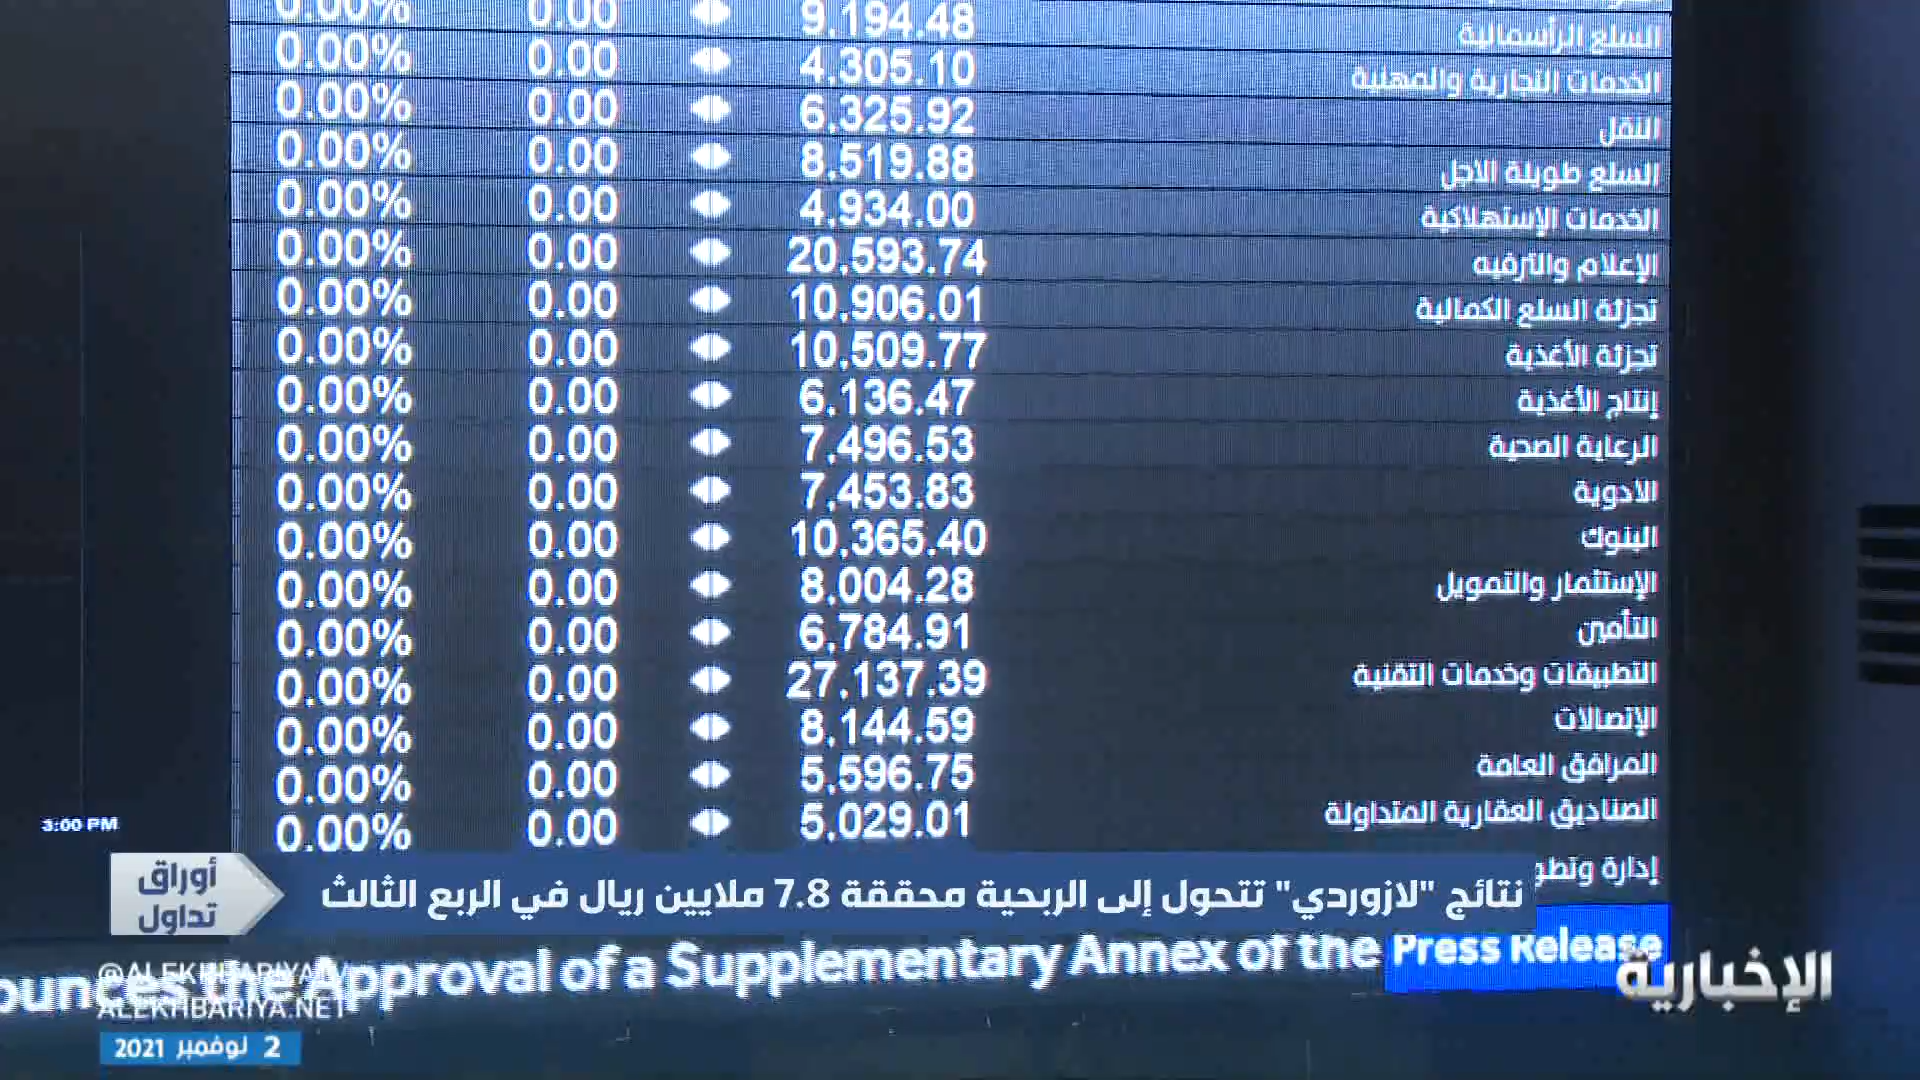 السلع الرأسمالية 9,194.48 0.00 0.00%
الخدمات التجارية والمهنية 4,305.10 0.00 0.00%
النقل 6,325.92 0.00 0.00%
السلع طويلة الاجل 8,519.88 0.00 0.00%
الخدمات الإستهلاكية 4,934.00 0.00 0.00%
الإعلام والترفيه 20,593.74 0.00 0.00%
تجزئة السلع الكمالية 10,906.01 0.00 0.00%
تجزئة الأغذية 10,509.77 0.00 0.00%
إنتاج الأغذية 6,136.47 0.00 0.00%
الرعاية الصحية 7,496.53 0.00 0.00%
الادوية 7,453.83 0.00 0.00%
البنوك 10,365.40 0.00 0.00%
الإستثمار والتمويل 8,004.28 0.00 0.00%
التأمين 6,784.91 0.00 0.00%
التطبيقات وخدمات التقنية 27,137.39 0.00 0.00%
الإتصالات 8,144.59 0.00 0.00%
المرافق العامة 5,596.75 0.00 0.00%
الصناديق العقارية المتداولة 5,029.01 0.00 0.00%
3:00 PM
إدارة وتطو
أوراق
تداول
نتائج "لازوردي" تتحول إلى الربحية محققة 7.8 ملايين ريال في الربع الثالث
ounces the Approval of a Supplementary Annex of the Press Release
الإخبارية
@ALEKHBARIYATV
ALEKHBARIYA.NET
2 نوفمبر 2021